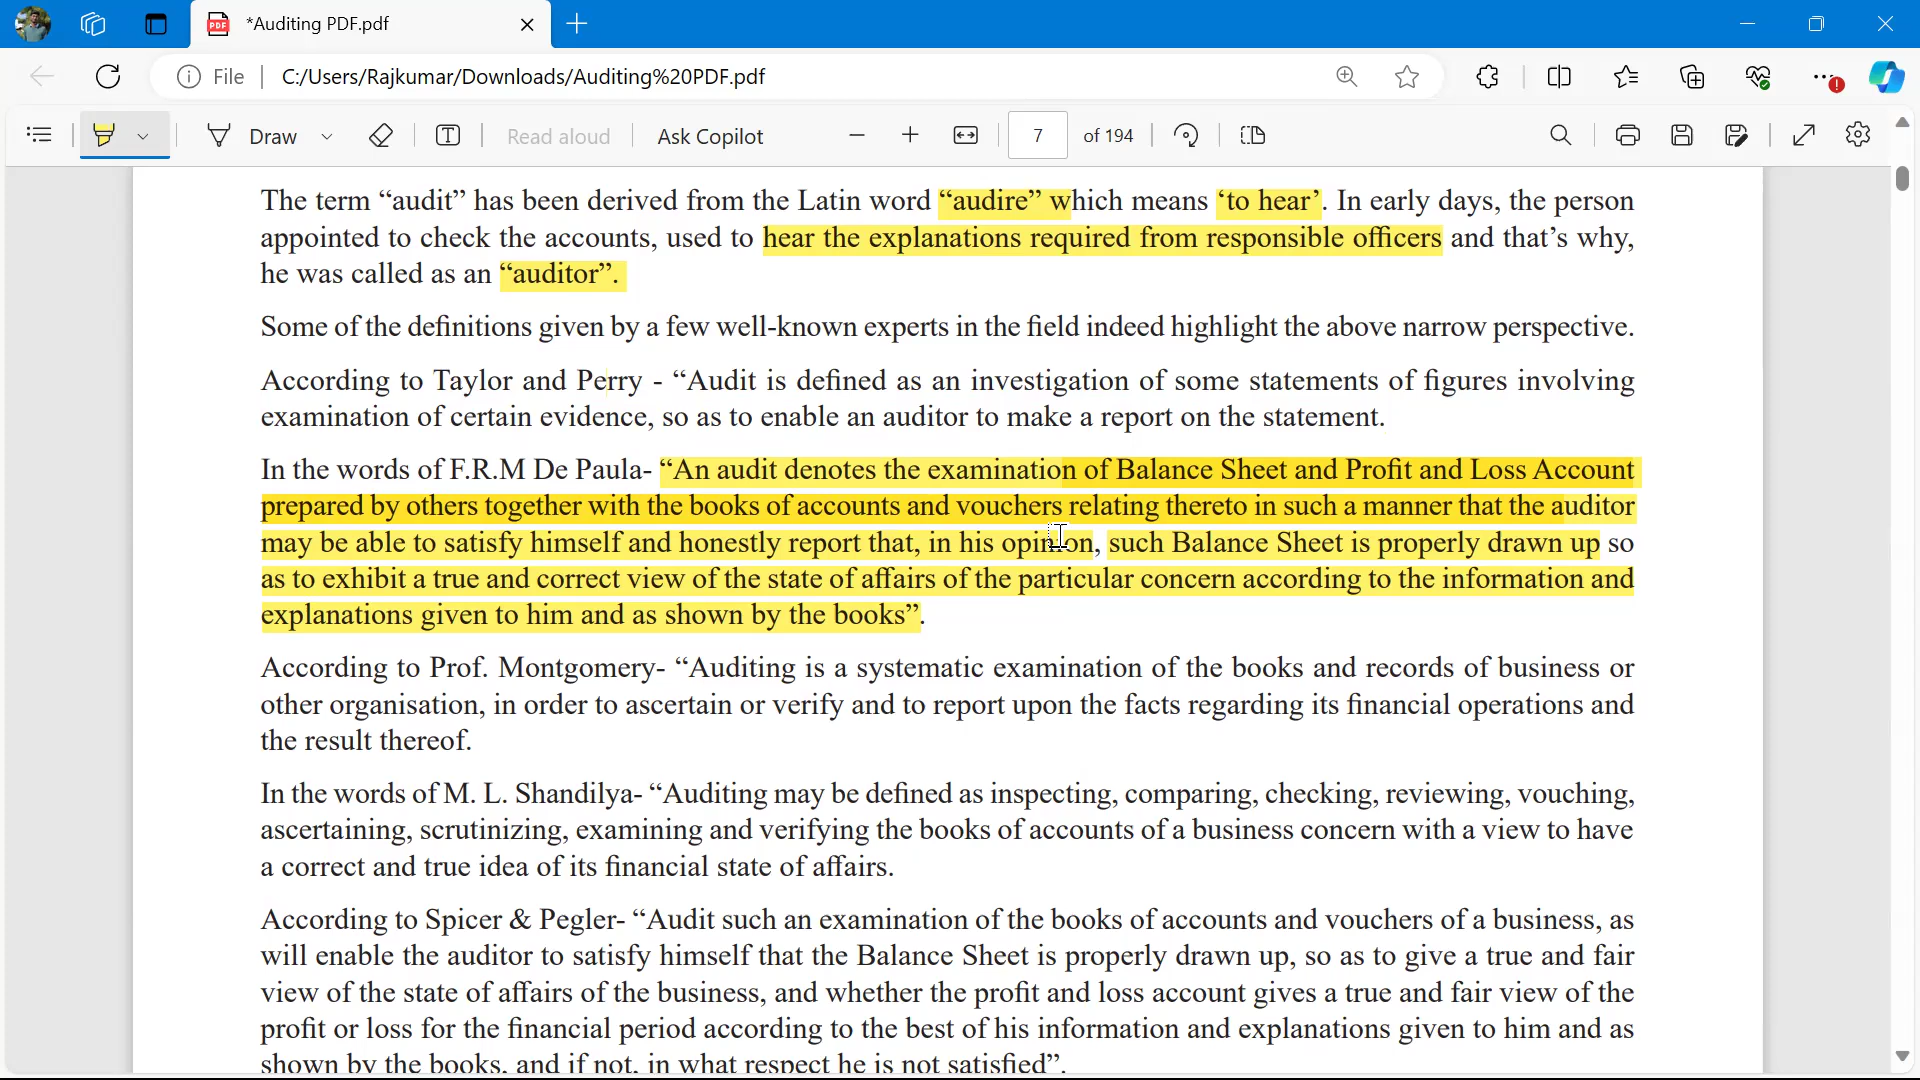 *Auditing PDF.pdf
File
C:/Users/Rajkumar/Downloads/Auditing%20PDF.pdf
Draw
Read aloud
Ask Copilot
7 of 194
The term “audit” has been derived from the Latin word “audire” which means ‘to hear’. In early days, the person
appointed to check the accounts, used to hear the explanations required from responsible officers and that’s why,
he was called as an “auditor”.
Some of the definitions given by a few well-known experts in the field indeed highlight the above narrow perspective.
According to Taylor and Perry - “Audit is defined as an investigation of some statements of figures involving
examination of certain evidence, so as to enable an auditor to make a report on the statement.
In the words of F.R.M De Paula- “An audit denotes the examination of Balance Sheet and Profit and Loss Account
prepared by others together with the books of accounts and vouchers relating thereto in such a manner that the auditor
may be able to satisfy himself and honestly report that, in his opinion, such Balance Sheet is properly drawn up so
as to exhibit a true and correct view of the state of affairs of the particular concern according to the information and
explanations given to him and as shown by the books”.
According to Prof. Montgomery- “Auditing is a systematic examination of the books and records of business or
other organisation, in order to ascertain or verify and to report upon the facts regarding its financial operations and
the result thereof.
In the words of M. L. Shandilya- “Auditing may be defined as inspecting, comparing, checking, reviewing, vouching,
ascertaining, scrutinizing, examining and verifying the books of accounts of a business concern with a view to have
a correct and true idea of its financial state of affairs.
According to Spicer & Pegler- “Audit such an examination of the books of accounts and vouchers of a business, as
will enable the auditor to satisfy himself that the Balance Sheet is properly drawn up, so as to give a true and fair
view of the state of affairs of the business, and whether the profit and loss account gives a true and fair view of the
profit or loss for the financial period according to the best of his information and explanations given to him and as
shown by the books, and if not, in what respect he is not satisfied”.